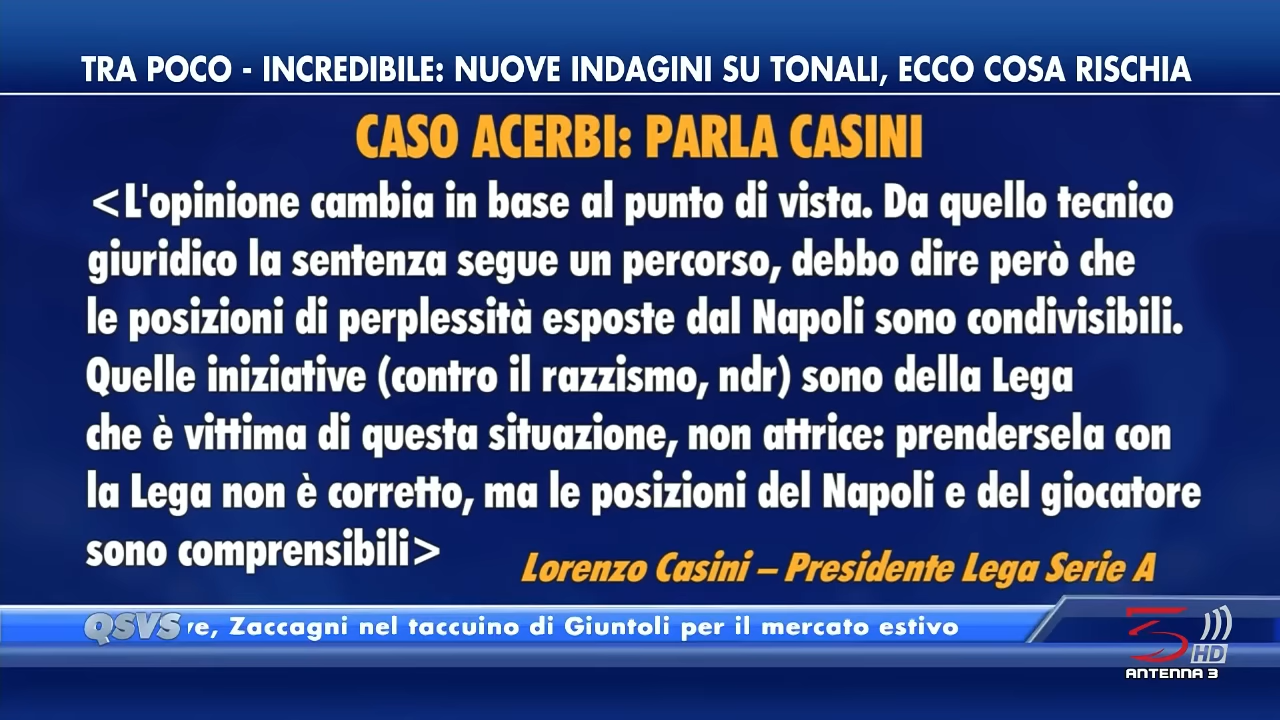 TRA POCO - INCREDIBILE: NUOVE INDAGINI SU TONALI, ECCO COSA RISCHIA
CASO ACERBI: PARLA CASINI
<L'opinione cambia in base al punto di vista. Da quello tecnico
giuridico la sentenza segue un percorso, debbo dire però che
le posizioni di perplessità esposte dal Napoli sono condivisibili.
Quelle iniziative (contro il razzismo, ndr) sono della Lega
che è vittima di questa situazione, non attrice: prendersela con
la Lega non è corretto, ma le posizioni del Napoli e del giocatore
sono comprensibili>
Lorenzo Casini – Presidente Lega Serie A
QSVS re, Zaccagni nel taccuino di Giuntoli per il mercato estivo
3 HD
ANTENNA 3